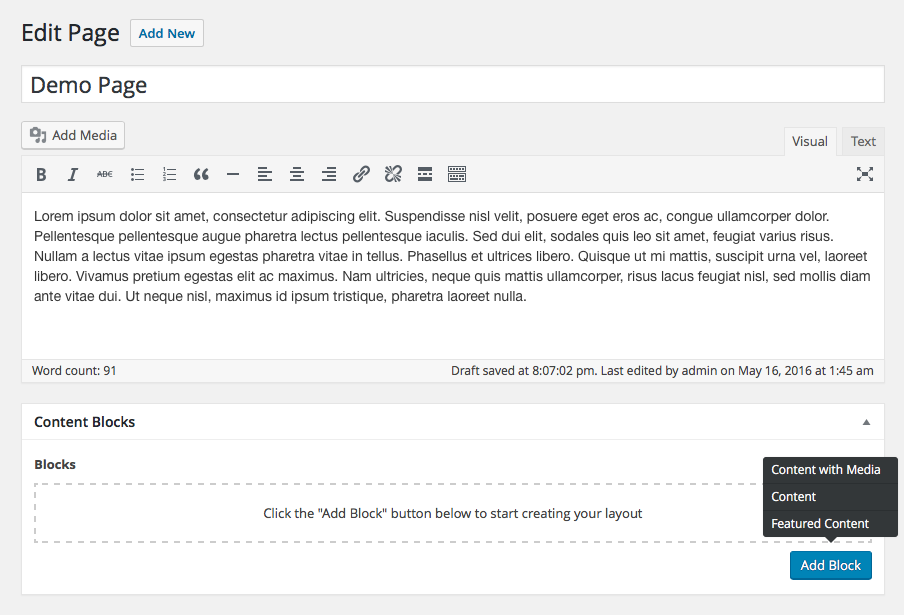 Edit Page Add New
Demo Page
Add Media
Visual Text
B I ABC
Lorem ipsum dolor sit amet, consectetur adipiscing elit. Suspendisse nisl velit, posuere eget eros ac, congue ullamcorper dolor.
Pellentesque pellentesque augue pharetra lectus pellentesque iaculis. Sed dui elit, sodales quis leo sit amet, feugiat varius risus.
Nullam a lectus vitae ipsum egestas pharetra vitae in tellus. Phasellus et ultrices libero. Quisque ut mi mattis, suscipit urna vel, laoreet
libero. Vivamus pretium egestas elit ac maximus. Nam ultricies, neque quis mattis ullamcorper, risus lacus feugiat nisl, sed mollis diam
ante vitae dui. Ut neque nisl, maximus id ipsum tristique, pharetra laoreet nulla.
Word count: 91 Draft saved at 8:07:02 pm. Last edited by admin on May 16, 2016 at 1:45 am
Content Blocks
Blocks
Content with Media
Content
Click the "Add Block" button below to start creating your layout
Featured Content
Add Block